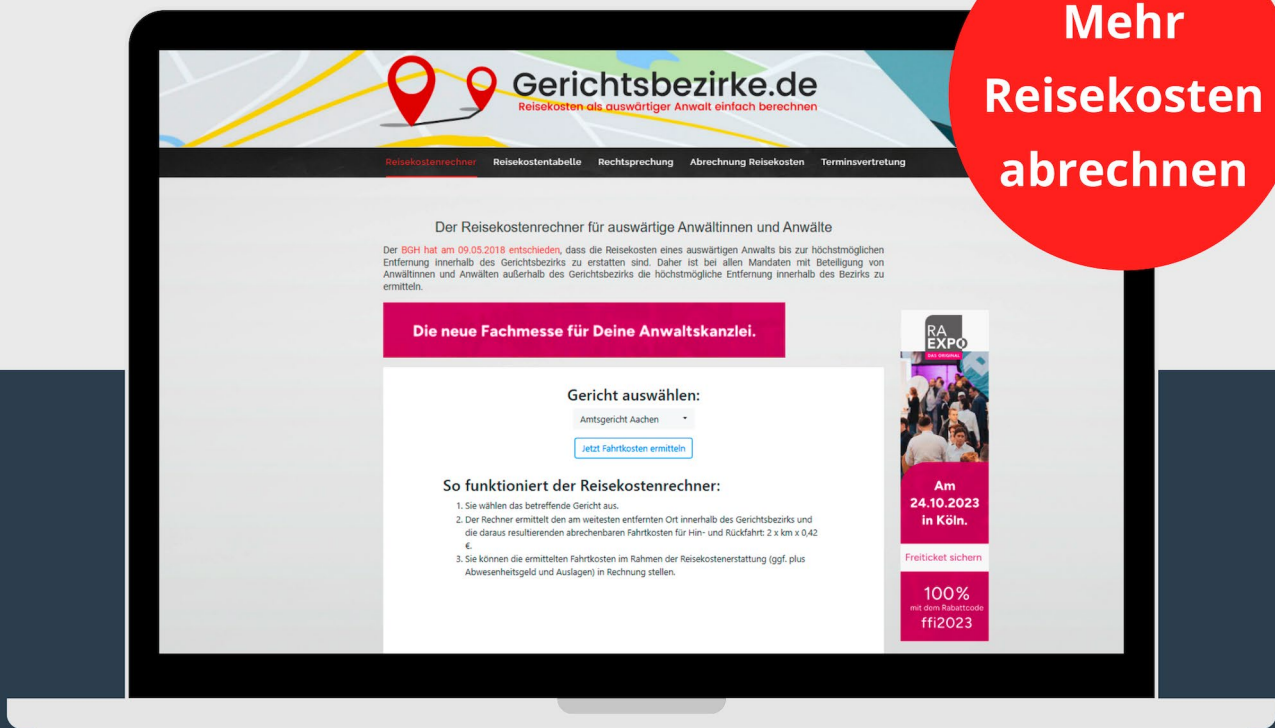 Mehr
Reisekosten
abrechnen
Gerichtsbezirke.de
Reisekosten als auswärtiger Anwalt einfach berechnen
Reisekostenrechner Reisekostentabelle Rechtsprechung Abrechnung Reisekosten Terminsvertretung
Der Reisekostenrechner für auswärtige Anwältinnen und Anwälte
Der BGH hat am 09.05.2018 entschieden, dass die Reisekosten eines auswärtigen Anwalts bis zur höchstmöglichen
Entfernung innerhalb des Gerichtsbezirks zu erstatten sind. Daher ist bei allen Mandaten mit Beteiligung von
Anwältinnen und Anwälten außerhalb des Gerichtsbezirks die höchstmögliche Entfernung innerhalb des Bezirks zu
ermitteln.
Die neue Fachmesse für Deine Anwaltskanzlei.
Gericht auswählen:
Amtsgericht Aachen
Jetzt Fahrtkosten ermitteln
So funktioniert der Reisekostenrechner:
1. Sie wählen das betreffende Gericht aus.
2. Der Rechner ermittelt den am weitesten entfernten Ort innerhalb des Gerichtsbezirks und
die daraus resultierenden abrechenbaren Fahrtkosten für Hin- und Rückfahrt: 2 x km x 0,42
€.
3. Sie können die ermittelten Fahrtkosten im Rahmen der Reisekostenerstattung (ggf. plus
Abwesenheitsgeld und Auslagen) in Rechnung stellen.
RA
EXPO
DAS ORIGINAL
Am
24.10.2023
in Köln.
Freiticket sichern
100%
mit dem Rabattcode
ffi2023